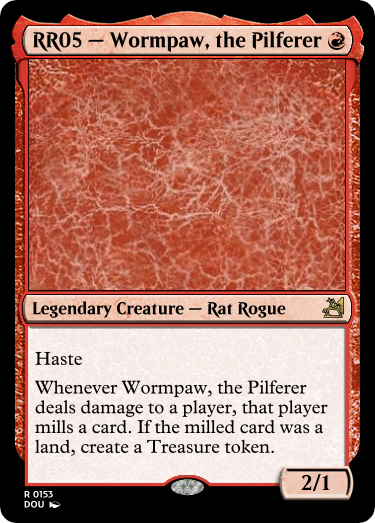 RR05 — Wormpaw, the Pilferer
Legendary Creature — Rat Rogue
Haste
Whenever Wormpaw, the Pilferer
deals damage to a player, that player
mills a card. If the milled card was a
land, create a Treasure token.
2/1
R 0153
DOU